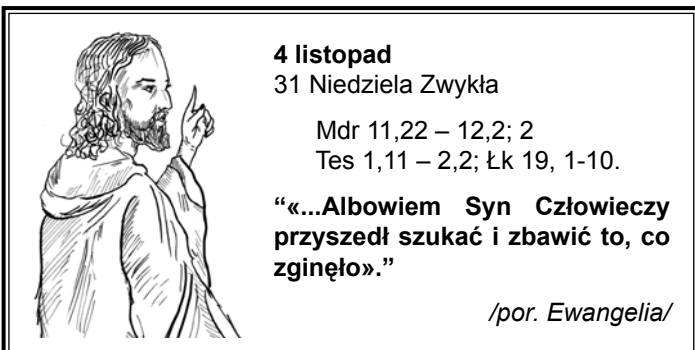 4 listopad
31 Niedziela Zwykła
Mdr 11,22 – 12,2; 2
Tes 1,11 – 2,2; Łk 19, 1-10.
“«...Albowiem Syn Człowieczy
przyszedł szukać i zbawić to, co
zginęło».”
/por. Ewangelia/